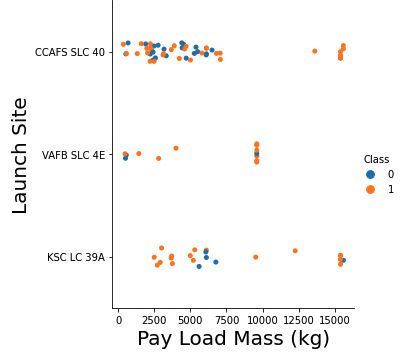 Launch Site
CCAFS SLC 40
VAFB SLC 4E
KSC LC 39A
0 2500 5000 7500 10000 12500 15000
Pay Load Mass (kg)
Class
0
1